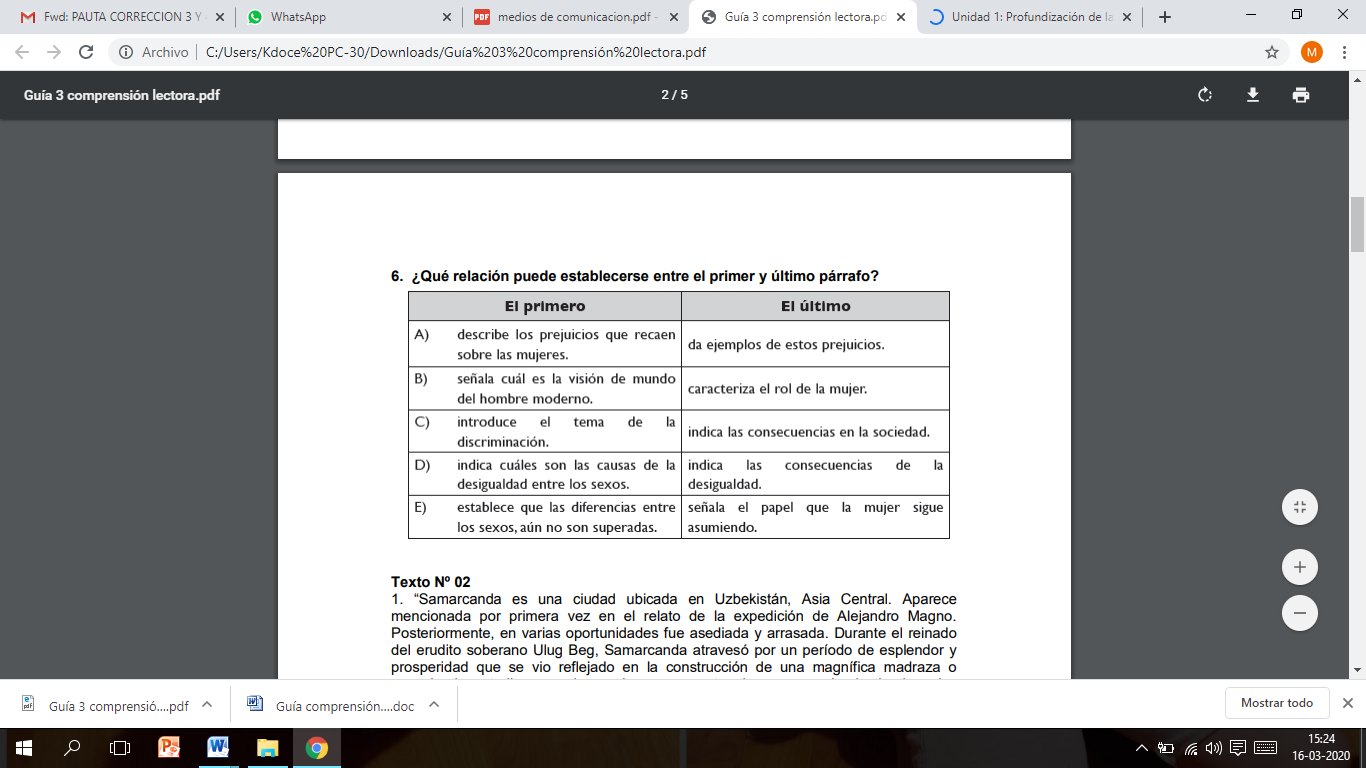 Fwd: PAUTA CORRECCION 3 Y
WhatsApp
medios de comunicacion.pdf -
Guía 3 comprensión lectora.pd
Unidad 1: Profundización de la
Archivo
C:/Users/Kdoce%20PC-30/Downloads/Guía%203%20comprensión%20lectora.pdf
M
Guía 3 comprensión lectora.pdf
2 / 5
6. ¿Qué relación puede establecerse entre el primer y último párrafo?
El primero El último
A) describe los prejuicios que recaen
sobre las mujeres.
da ejemplos de estos prejuicios.
B) señala cuál es la visión de mundo
del hombre moderno.
caracteriza el rol de la mujer.
C) introduce el tema de la
discriminación.
indica las consecuencias en la sociedad.
D) indica cuáles son las causas de la
desigualdad entre los sexos.
indica las consecuencias de la
desigualdad.
E) establece que las diferencias entre
los sexos, aún no son superadas.
señala el papel que la mujer sigue
asumiendo.
Texto Nº 02
1. “Samarcanda es una ciudad ubicada en Uzbekistán, Asia Central. Aparece
mencionada por primera vez en el relato de la expedición de Alejandro Magno.
Posteriormente, en varias oportunidades fue asediada y arrasada. Durante el reinado
del erudito soberano Ulug Beg, Samarcanda atravesó por un período de esplendor y
prosperidad que se vio reflejado en la construcción de una magnífica madraza o
Guía 3 comprensió....pdf
Guía comprensión....doc
Mostrar todo
15:24
16-03-2020